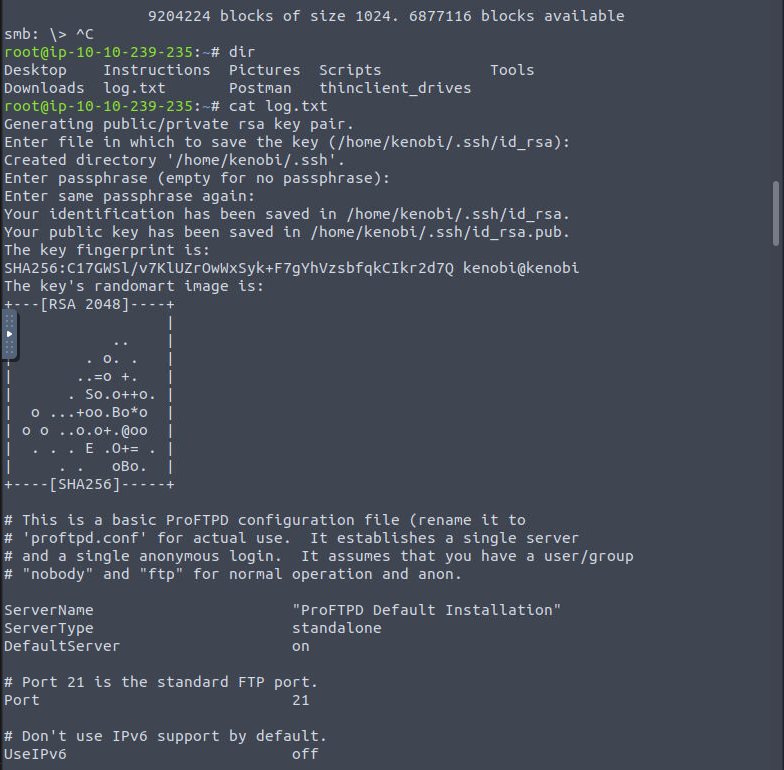 9204224 blocks of size 1024. 6877116 blocks available
smb: \> ^C
root@ip-10-10-239-235:~# dir
Desktop    Instructions  Pictures  Scripts            Tools
Downloads  log.txt       Postman   thinclient_drives
root@ip-10-10-239-235:~# cat log.txt
Generating public/private rsa key pair.
Enter file in which to save the key (/home/kenobi/.ssh/id_rsa):
Created directory '/home/kenobi/.ssh'.
Enter passphrase (empty for no passphrase):
Enter same passphrase again:
Your identification has been saved in /home/kenobi/.ssh/id_rsa.
Your public key has been saved in /home/kenobi/.ssh/id_rsa.pub.
The key fingerprint is:
SHA256:C17GWSl/v7KlUZrOwWxSyk+F7gYhVzsbfqkCIkr2d7Q kenobi@kenobi
The key's randomart image is:
+---[RSA 2048]----+
|                 |
|           ..    |
|        . o. .   |
|       ..=o +.   |
|      . So.o++o. |
|  o ...+oo.Bo*o  |
| o o ..o.o+.@oo  |
|  . . . E .O+= . |
|     . .   oBo.  |
+----[SHA256]-----+
# This is a basic ProFTPD configuration file (rename it to
# 'proftpd.conf' for actual use.  It establishes a single server
# and a single anonymous login.  It assumes that you have a user/group
# "nobody" and "ftp" for normal operation and anon.
ServerName                      "ProFTPD Default Installation"
ServerType                      standalone
DefaultServer                   on
# Port 21 is the standard FTP port.
Port                            21
# Don't use IPv6 support by default.
UseIPv6                         off